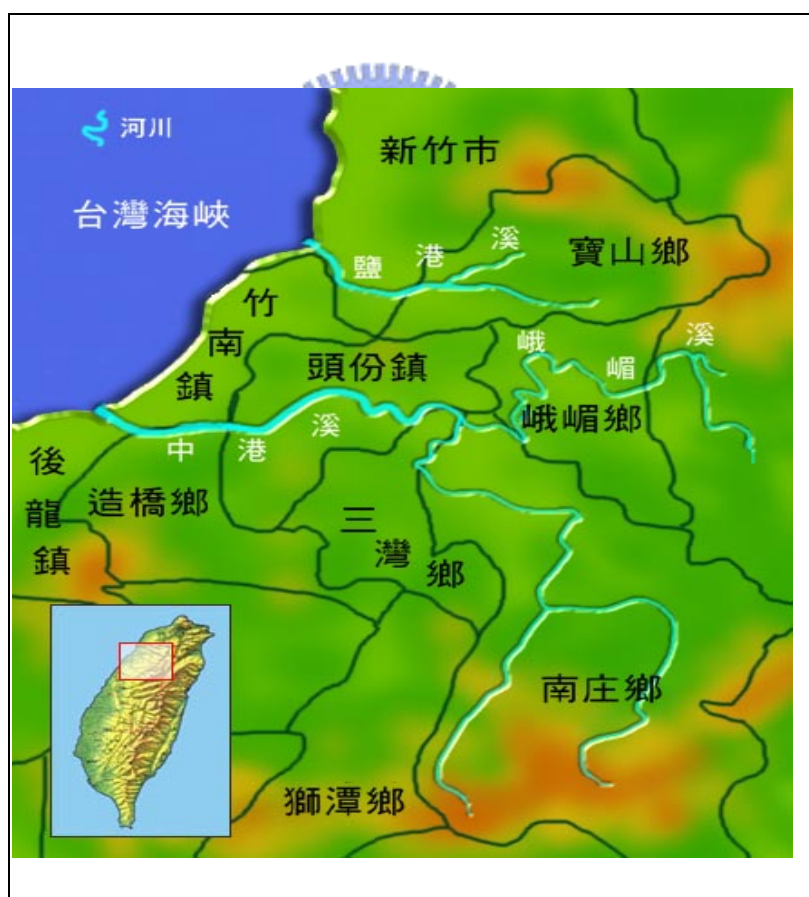 河川
台灣海峽
新竹市
寶山鄉
鹽港溪
竹南鎮
頭份鎮
峨嵋溪
峨嵋鄉
中港溪
後龍鎮
造橋鄉
三灣鄉
南庄鄉
獅潭鄉